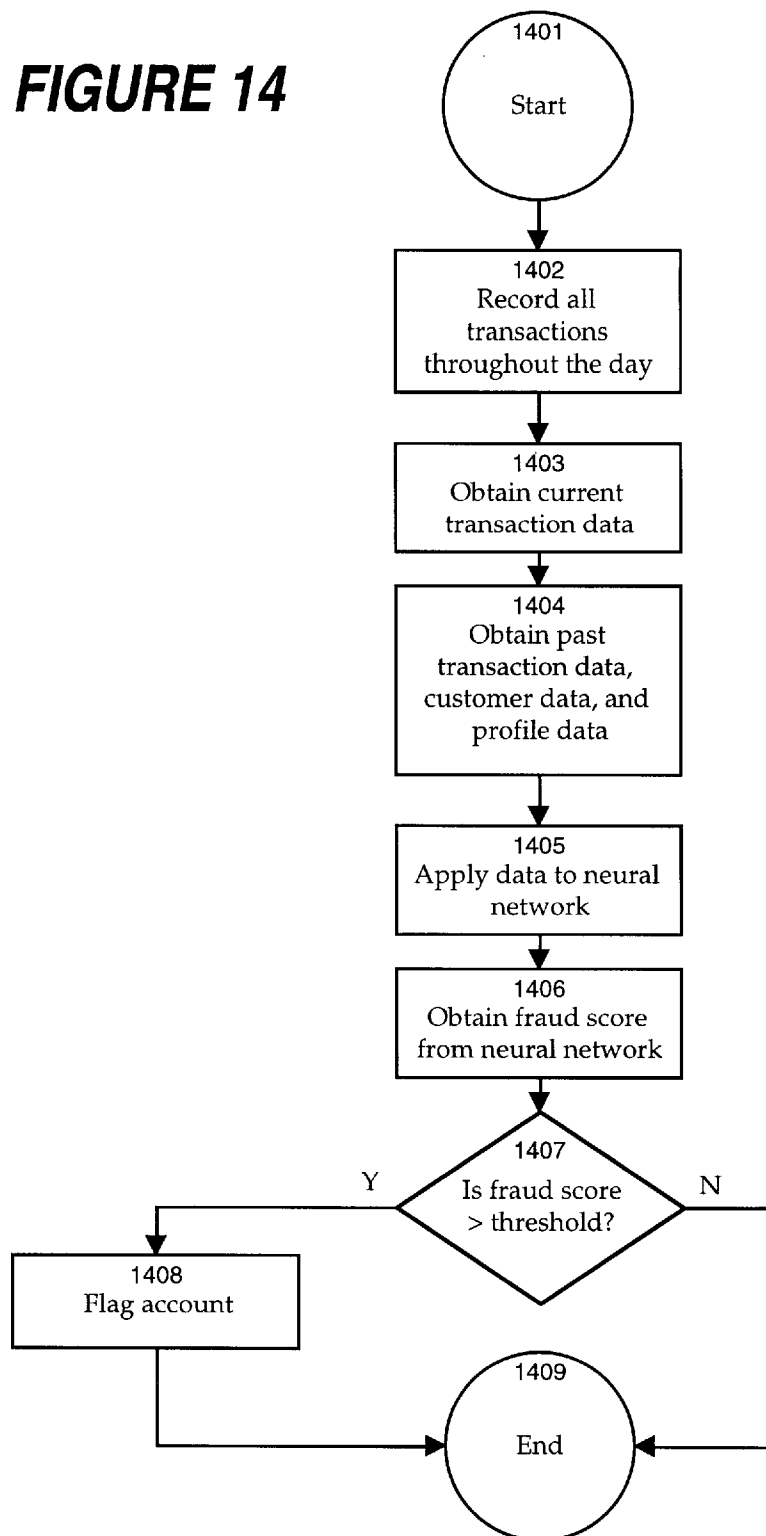 FIGURE 14
1401
Start
1402
Record all
transactions
throughout the day
1403
Obtain current
transaction data
1404
Obtain past
transaction data,
customer data, and
profile data
1405
Apply data to neural
network
1406
Obtain fraud score
from neural network
1407
Is fraud score
> threshold?
Y
N
1408
Flag account
1409
End